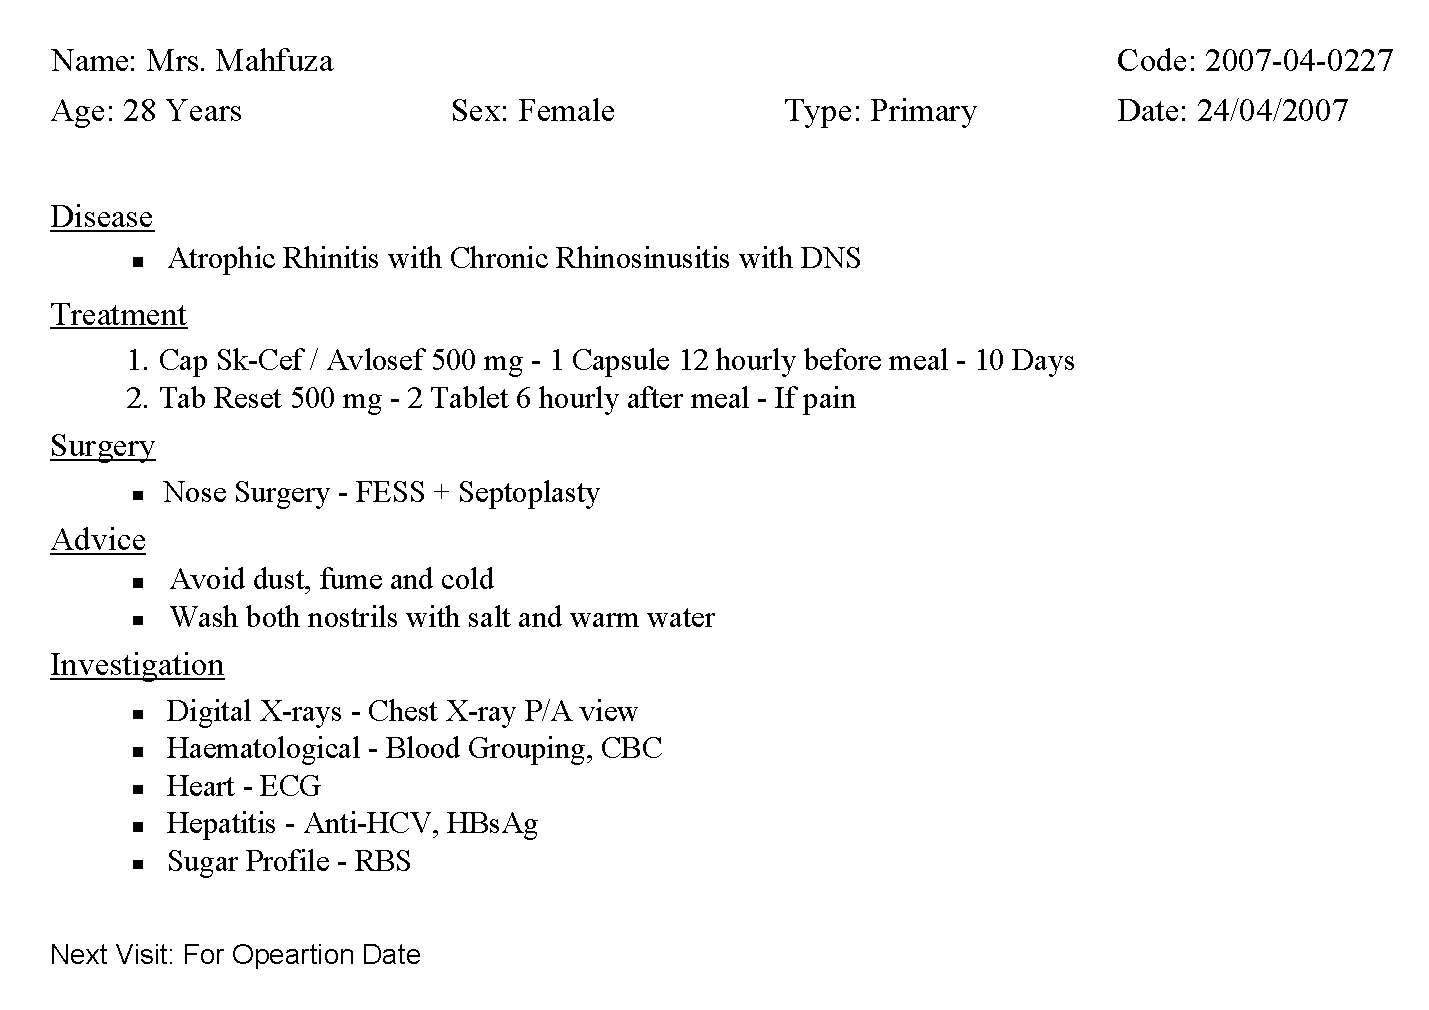 Name: Mrs. Mahfuza Code: 2007-04-0227
Age: 28 Years Sex: Female Type: Primary Date: 24/04/2007
Disease
▪ Atrophic Rhinitis with Chronic Rhinosinusitis with DNS
Treatment
1. Cap Sk-Cef / Avlosef 500 mg - 1 Capsule 12 hourly before meal - 10 Days
2. Tab Reset 500 mg - 2 Tablet 6 hourly after meal - If pain
Surgery
▪ Nose Surgery - FESS + Septoplasty
Advice
▪ Avoid dust, fume and cold
▪ Wash both nostrils with salt and warm water
Investigation
▪ Digital X-rays - Chest X-ray P/A view
▪ Haematological - Blood Grouping, CBC
▪ Heart - ECG
▪ Hepatitis - Anti-HCV, HBsAg
▪ Sugar Profile - RBS
Next Visit: For Opeartion Date